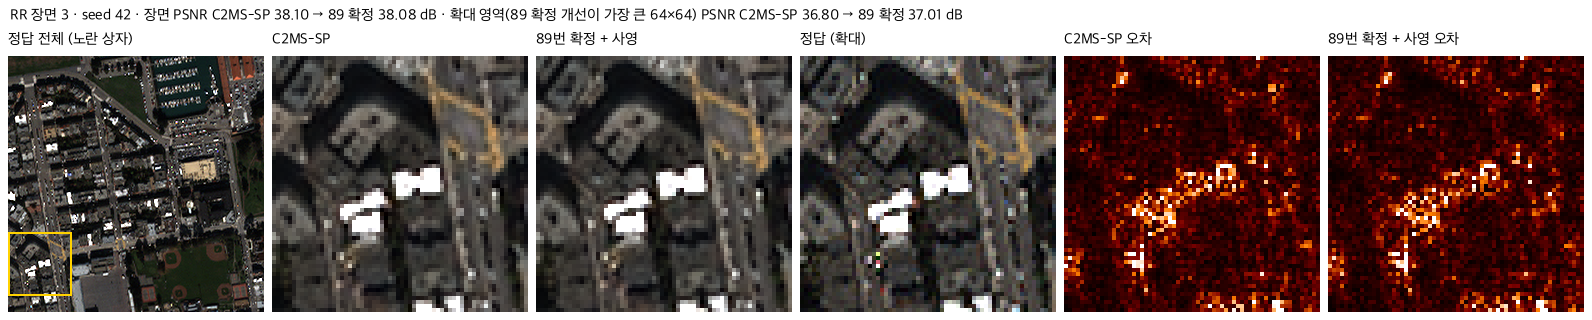 RR 장면 3 · seed 42 · 장면 PSNR C2MS-SP 38.10 → 89 확정 38.08 dB · 확대 영역(89 확정 개선이 가장 큰 64×64) PSNR C2MS-SP 36.80 → 89 확정 37.01 dB
정답 전체 (노란 상자)
C2MS-SP
89번 확정 + 사영
정답 (확대)
C2MS-SP 오차
89번 확정 + 사영 오차